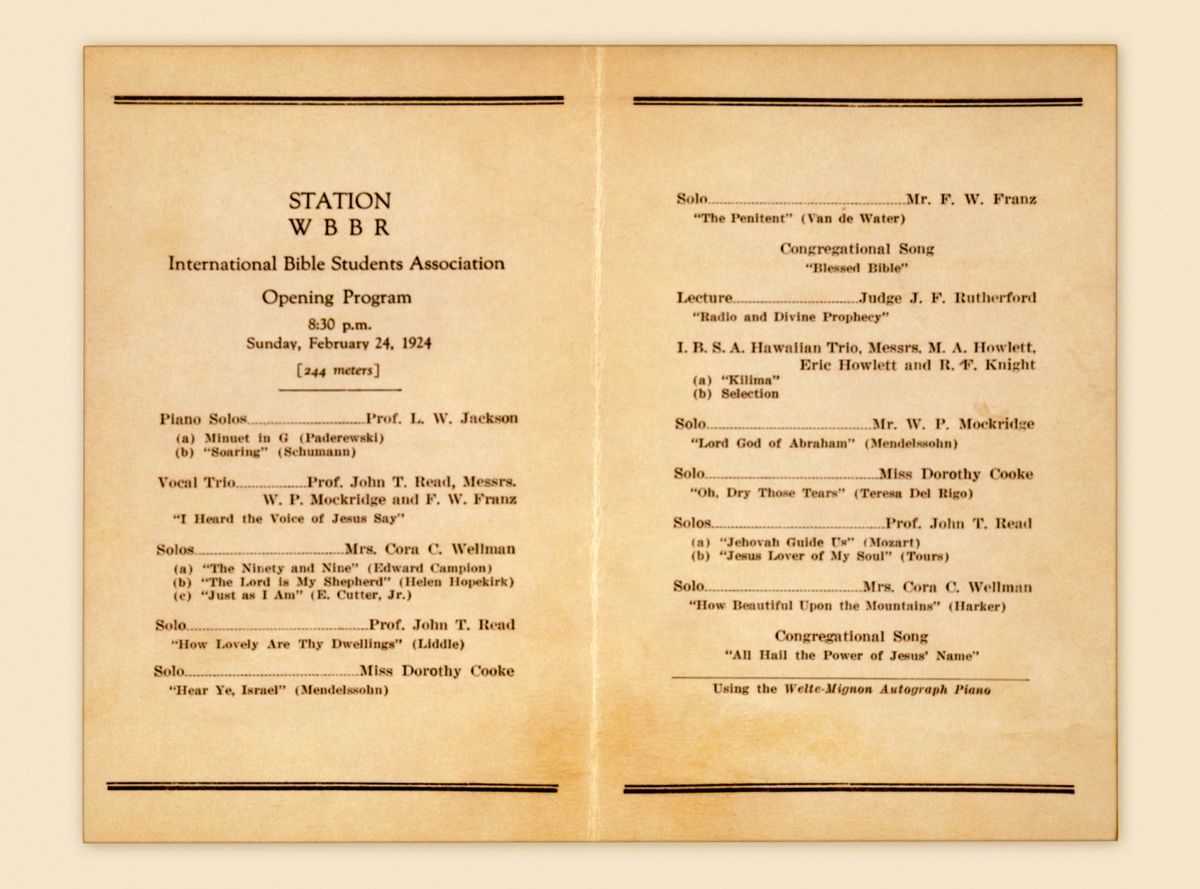 STATION
W B B R
International Bible Students Association
Opening Program
8:30 p.m.
Sunday, February 24, 1924
[244 meters]
Piano Solos........................Prof. L. W. Jackson
(a) Minuet in G (Paderewski)
(b) “Soaring” (Schumann)
Vocal Trio..............Prof. John T. Read, Messrs.
W. P. Mockridge and F. W. Franz
“I Heard the Voice of Jesus Say”
Solos..............................Mrs. Cora C. Wellman
(a) “The Ninety and Nine” (Edward Campion)
(b) “The Lord is My Shepherd” (Helen Hopekirk)
(c) “Just as I Am” (E. Cutter, Jr.)
Solo....................................Prof. John T. Read
“How Lovely Are Thy Dwellings” (Liddle)
Solo..................................Miss Dorothy Cooke
“Hear Ye, Israel” (Mendelssohn)
Solo.......................................Mr. F. W. Franz
“The Penitent” (Van de Water)
Congregational Song
“Blessed Bible”
Lecture.........................Judge J. F. Rutherford
“Radio and Divine Prophecy”
I. B. S. A. Hawaiian Trio, Messrs. M. A. Howlett,
Eric Howlett and R. F. Knight
(a) “Kilima”
(b) Selection
Solo.................................Mr. W. P. Mockridge
“Lord God of Abraham” (Mendelssohn)
Solo..................................Miss Dorothy Cooke
“Oh, Dry Those Tears” (Teresa Del Rigo)
Solos..................................Prof. John T. Read
(a) “Jehovah Guide Us” (Mozart)
(b) “Jesus Lover of My Soul” (Tours)
Solo...............................Mrs. Cora C. Wellman
“How Beautiful Upon the Mountains” (Harker)
Congregational Song
“All Hail the Power of Jesus’ Name”
Using the Welte-Mignon Autograph Piano